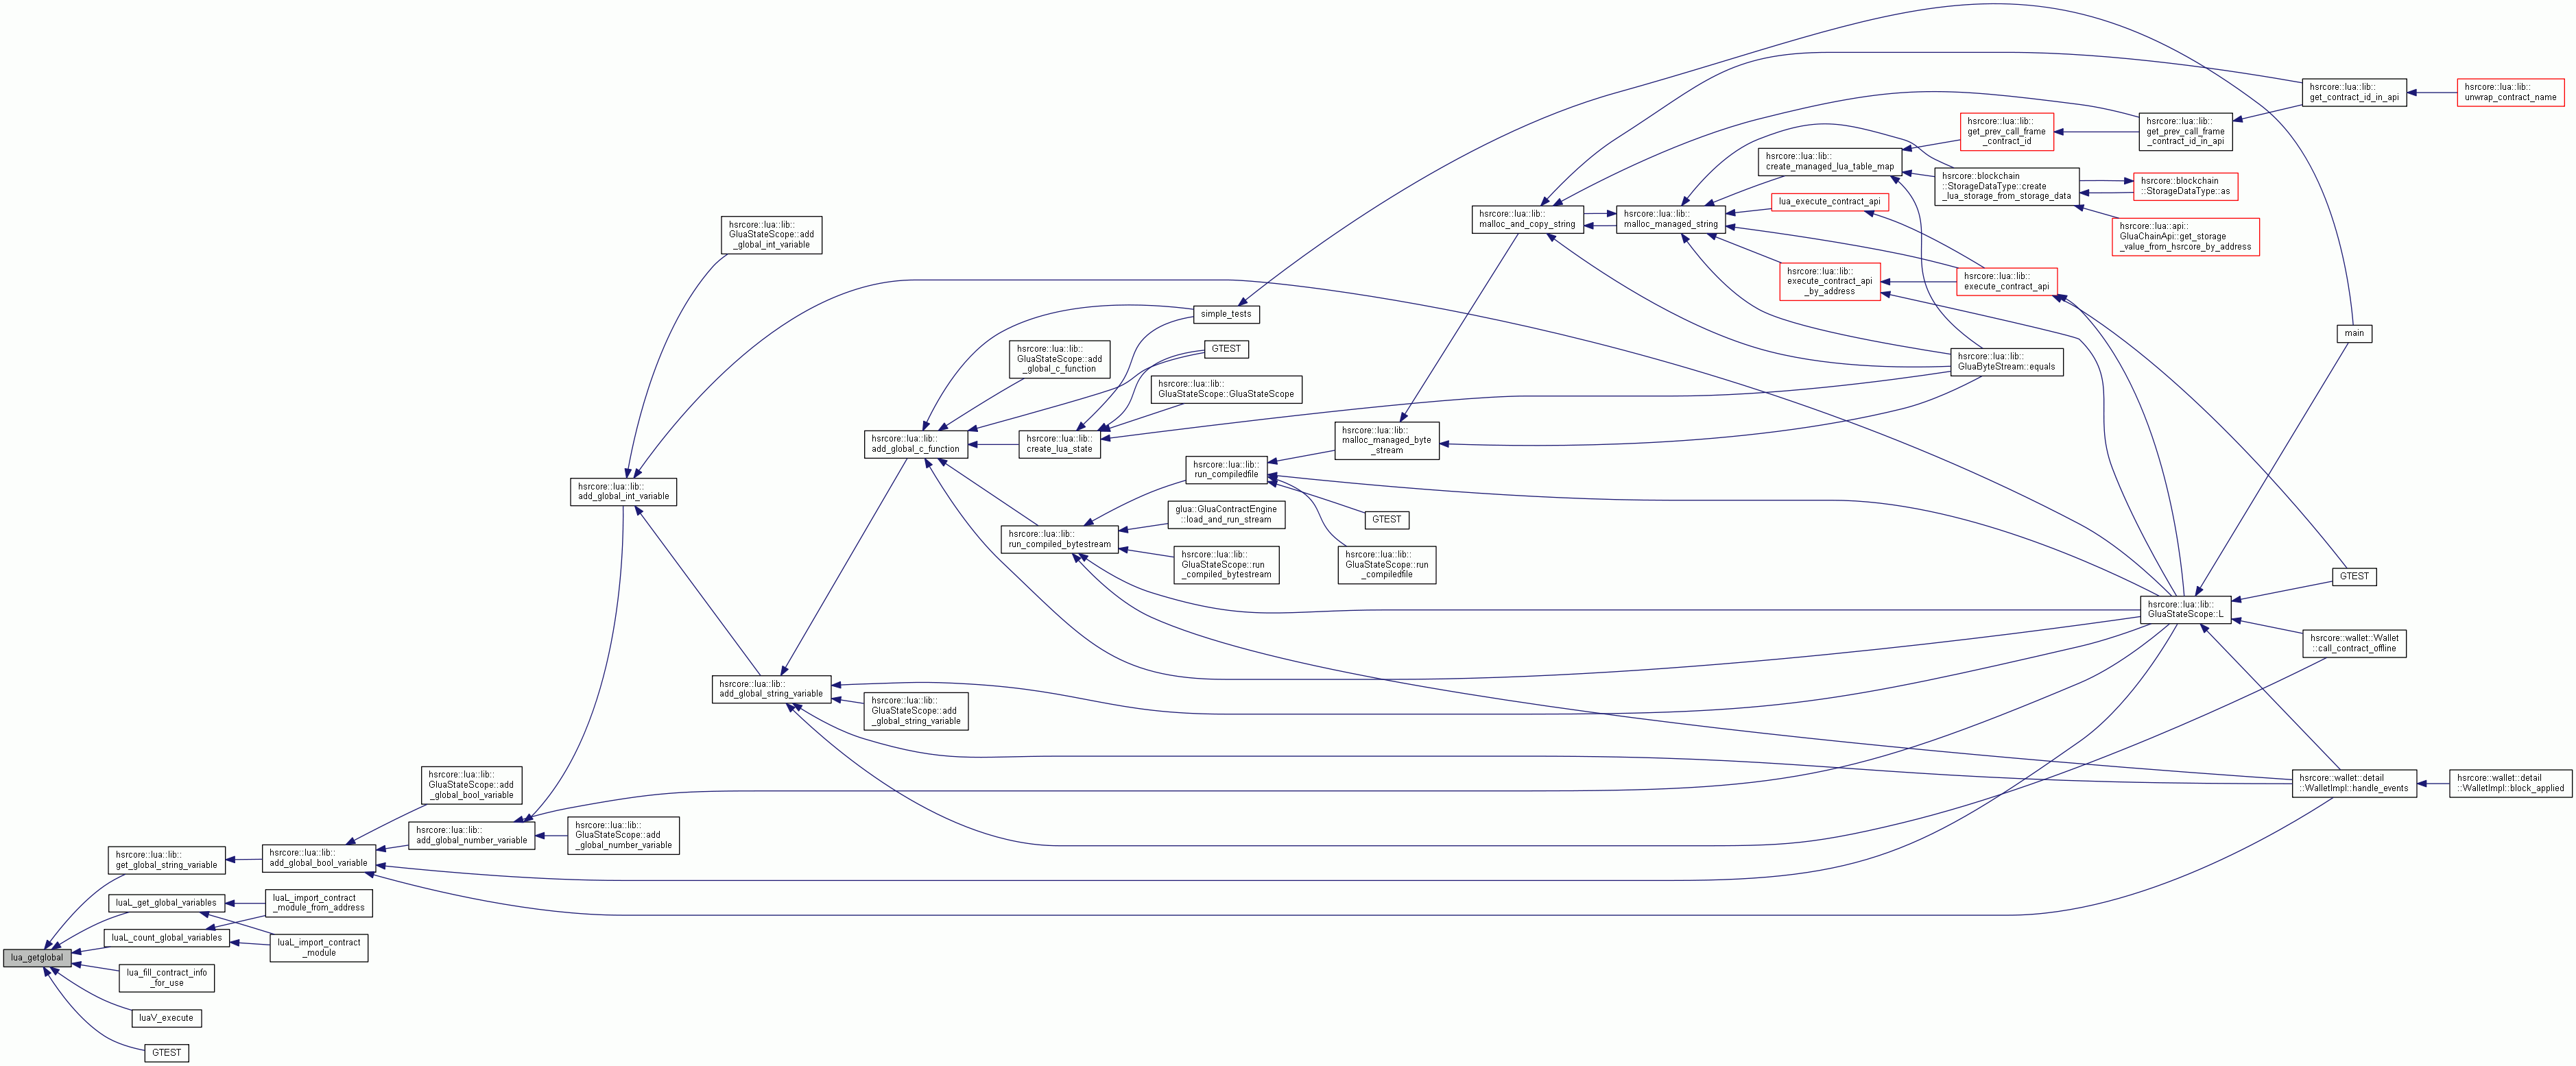 hsrcore::lua::lib::
get_contract_id_in_api
hsrcore::lua::lib::
unwrap_contract_name
hsrcore::lua::lib::
get_prev_call_frame
_contract_id
hsrcore::lua::lib::
get_prev_call_frame
_contract_id_in_api
hsrcore::lua::lib::
create_managed_lua_table_map
hsrcore::blockchain
::StorageDataType::create
_lua_storage_from_storage_data
hsrcore::blockchain
::StorageDataType::as
lua_execute_contract_api
hsrcore::lua::lib::
malloc_and_copy_string
hsrcore::lua::lib::
malloc_managed_string
hsrcore::lua::api::
GluaChainApi::get_storage
_value_from_hsrcore_by_address
hsrcore::lua::lib::
GluaStateScope::add
_global_int_variable
hsrcore::lua::lib::
execute_contract_api
_by_address
hsrcore::lua::lib::
execute_contract_api
simple_tests
main
hsrcore::lua::lib::
GluaStateScope::add
_global_c_function
GTEST
hsrcore::lua::lib::
GluaByteStream::equals
hsrcore::lua::lib::
GluaStateScope::GluaStateScope
hsrcore::lua::lib::
add_global_c_function
hsrcore::lua::lib::
create_lua_state
hsrcore::lua::lib::
malloc_managed_byte
_stream
hsrcore::lua::lib::
run_compiledfile
hsrcore::lua::lib::
add_global_int_variable
glua::GluaContractEngine
::load_and_run_stream
GTEST
hsrcore::lua::lib::
run_compiled_bytestream
hsrcore::lua::lib::
GluaStateScope::run
_compiled_bytestream
hsrcore::lua::lib::
GluaStateScope::run
_compiledfile
GTEST
hsrcore::lua::lib::
GluaStateScope::L
hsrcore::wallet::Wallet
::call_contract_offline
hsrcore::lua::lib::
add_global_string_variable
hsrcore::lua::lib::
GluaStateScope::add
_global_string_variable
hsrcore::wallet::detail
::WalletImpl::handle_events
hsrcore::wallet::detail
::WalletImpl::block_applied
hsrcore::lua::lib::
GluaStateScope::add
_global_bool_variable
hsrcore::lua::lib::
add_global_number_variable
hsrcore::lua::lib::
GluaStateScope::add
_global_number_variable
hsrcore::lua::lib::
get_global_string_variable
hsrcore::lua::lib::
add_global_bool_variable
luaL_get_global_variables
luaL_import_contract
_module_from_address
luaL_count_global_variables
luaL_import_contract
_module
lua_getglobal
lua_fill_contract_info
_for_use
luaV_execute
GTEST